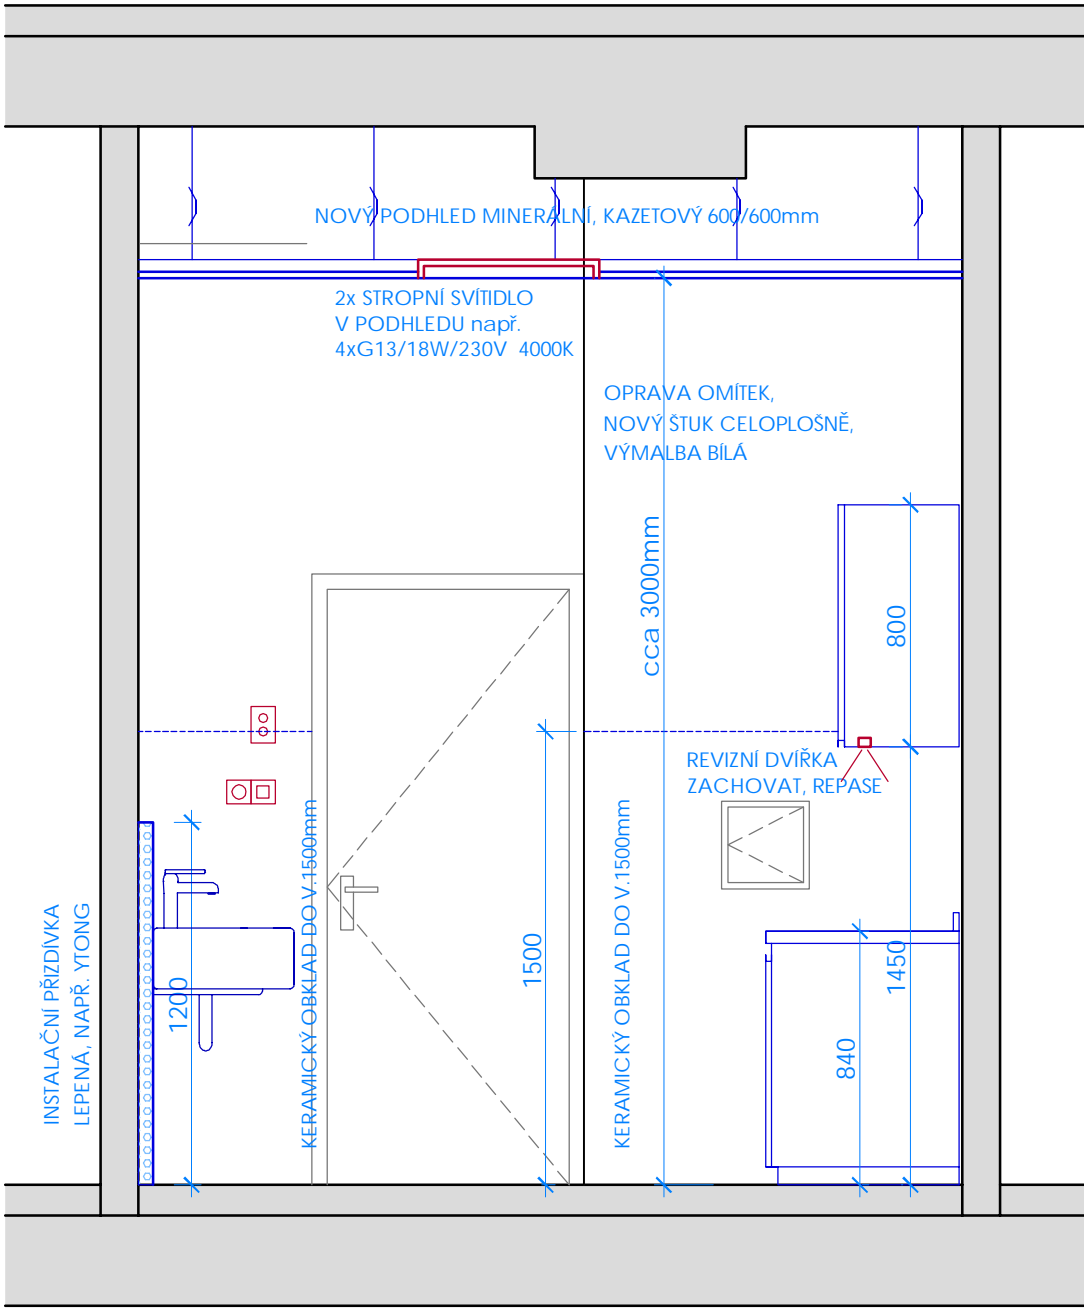 NOVÝ PODHLED MINERÁLNÍ, KAZETOVÝ 600/600mm
2x STROPNÍ SVÍTIDLO
V PODHLEDU např.
4xG13/18W/230V 4000K
OPRAVA OMÍTEK,
NOVÝ ŠTUK CELOPLOŠNĚ,
VÝMALBA BÍLÁ
cca 3000mm
800
REVIZNÍ DVÍŘKA
ZACHOVAT, REPASE
INSTALAČNÍ PŘIZDÍVKA
LEPENÁ, NAPŘ. YTONG
1200
KERAMICKÝ OBKLAD DO V.1500mm
1500
KERAMICKÝ OBKLAD DO V.1500mm
840
1450